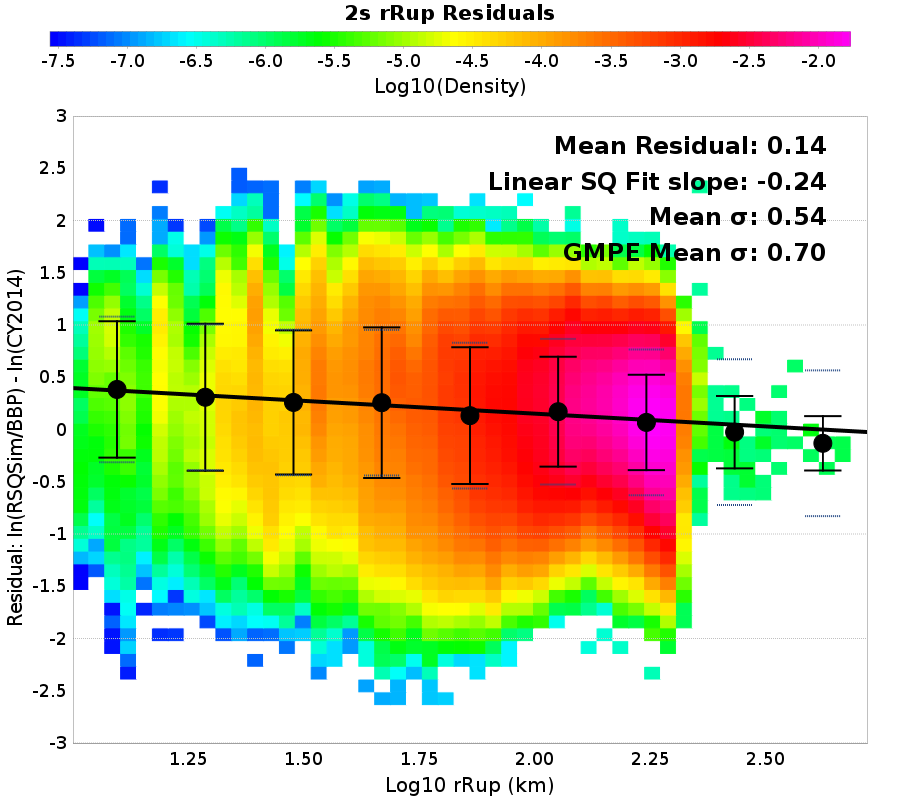 2s rRup Residuals
-7.5 -7.0 -6.5 -6.0 -5.5 -5.0 -4.5 -4.0 -3.5 -3.0 -2.5 -2.0
Log10(Density)
Mean Residual: 0.14
Linear SQ Fit slope: -0.24
Mean σ: 0.54
GMPE Mean σ: 0.70
Residual: ln(RSQSim/BBP) - ln(CY2014)
3
2.5
2
1.5
1
0.5
0
-0.5
-1
-1.5
-2
-2.5
-3
1.25 1.50 1.75 2.00 2.25 2.50
Log10 rRup (km)